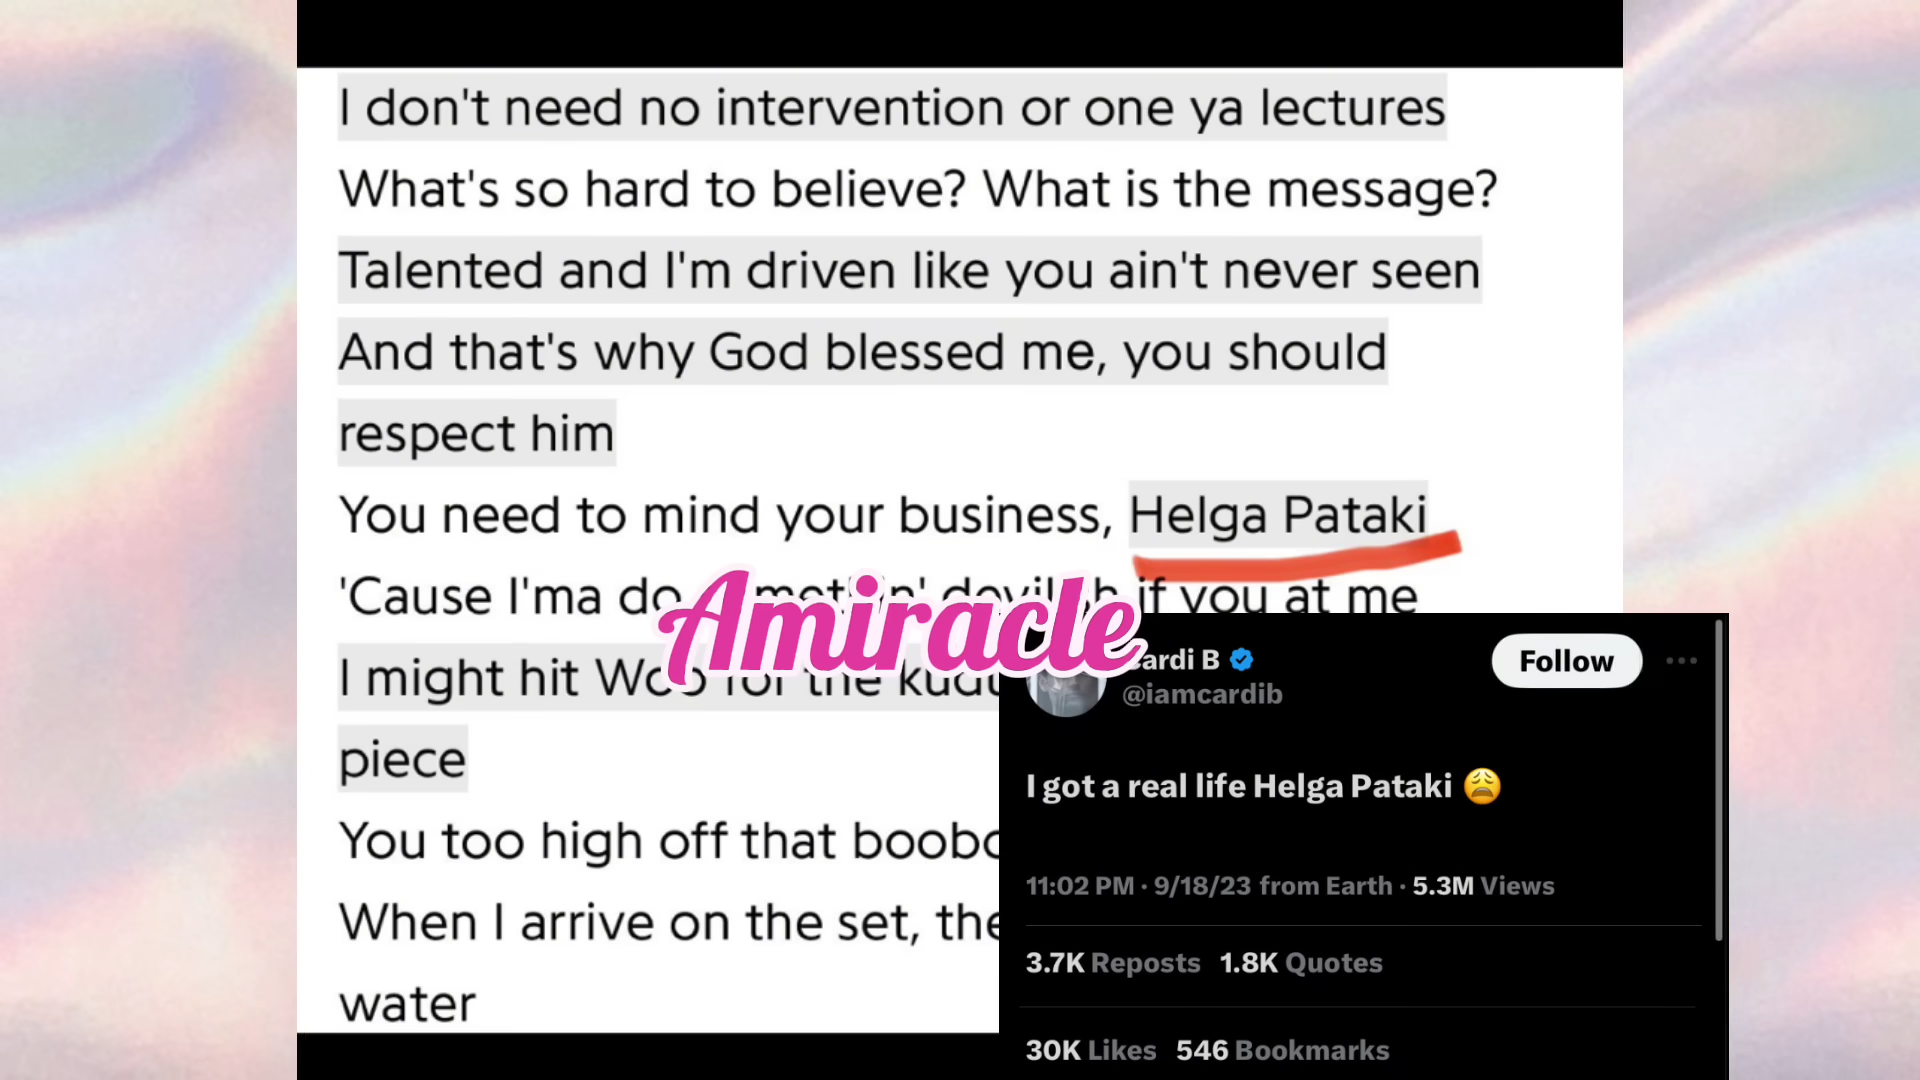 I don't need no intervention or one ya lectures
What's so hard to believe? What is the message?
Talented and I'm driven like you ain't never seen
And that's why God blessed me, you should
respect him
You need to mind your business, Helga Pataki
'Cause I'ma do if you at me
Amiracle
I might hit for the
piece
You too high off that
When I arrive on the set,
water
Cardi B
Follow
@iamcardib
I got a real life Helga Pataki 😩
11:02 PM · 9/18/23 from Earth · 5.3M Views
3.7K Reposts 1.8K Quotes
30K Likes 546 Bookmarks